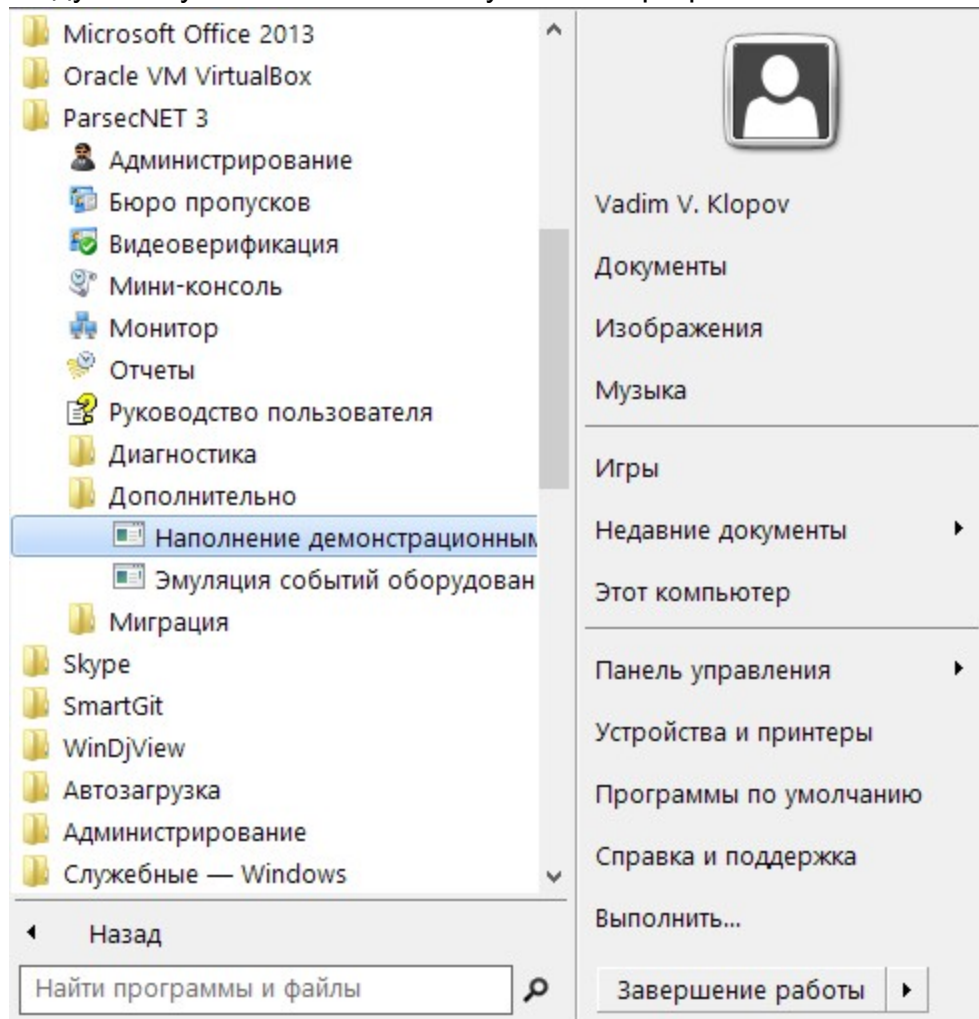 Microsoft Office 2013
Oracle VM VirtualBox
ParsecNET 3
Администрирование
Бюро пропусков
Видеоверификация
Мини-консоль
Монитор
Отчеты
Руководство пользователя
Диагностика
Дополнительно
Наполнение демонстрационным
Эмуляция событий оборудован
Миграция
Skype
SmartGit
WinDjView
Автозагрузка
Администрирование
Служебные — Windows
Назад
Найти программы и файлы
Vadim V. Klopov
Документы
Изображения
Музыка
Игры
Недавние документы
Этот компьютер
Панель управления
Устройства и принтеры
Программы по умолчанию
Справка и поддержка
Выполнить...
Завершение работы